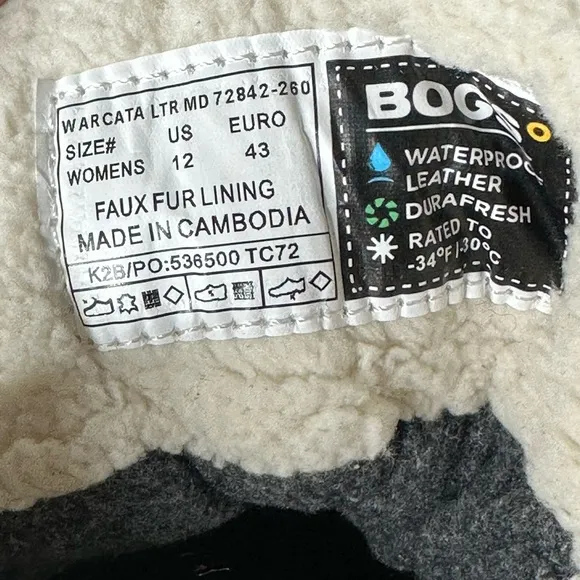 WARCATA LTR MD 72842-260
SIZE# US EURO
WOMENS 12 43
FAUX FUR LINING
MADE IN CAMBODIA
K2B/PO:536500 TC72
BOGS
WATERPROOF
LEATHER
DURAFRESH
RATED TO
-34°F|-30°C